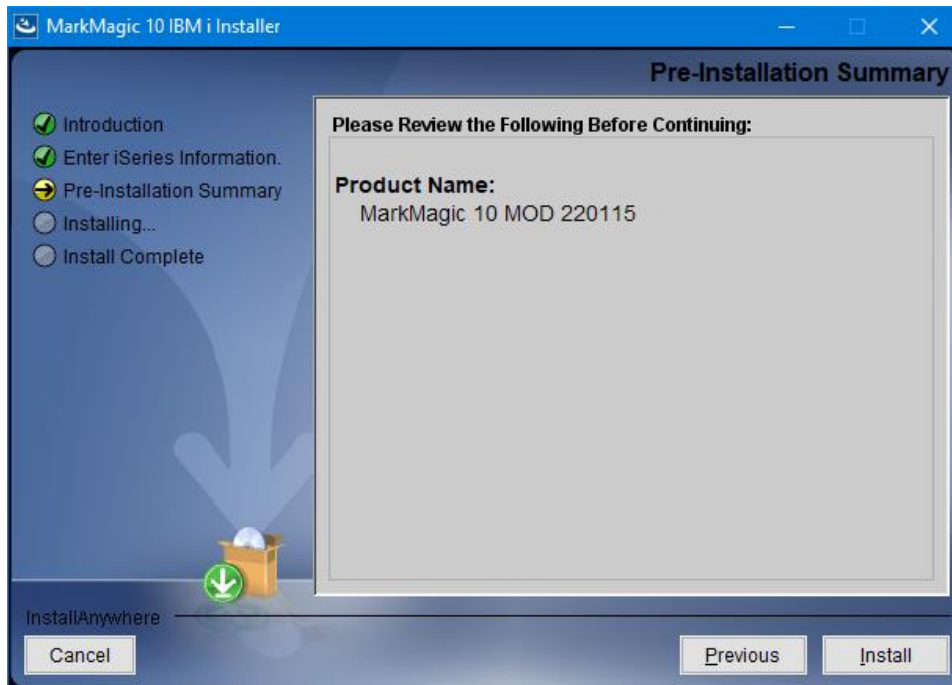 MarkMagic 10 IBM i Installer
Pre-Installation Summary
Introduction
Enter iSeries Information.
Pre-Installation Summary
Installing...
Install Complete
Please Review the Following Before Continuing:
Product Name:
MarkMagic 10 MOD 220115
InstallAnywhere
Cancel
Previous
Install